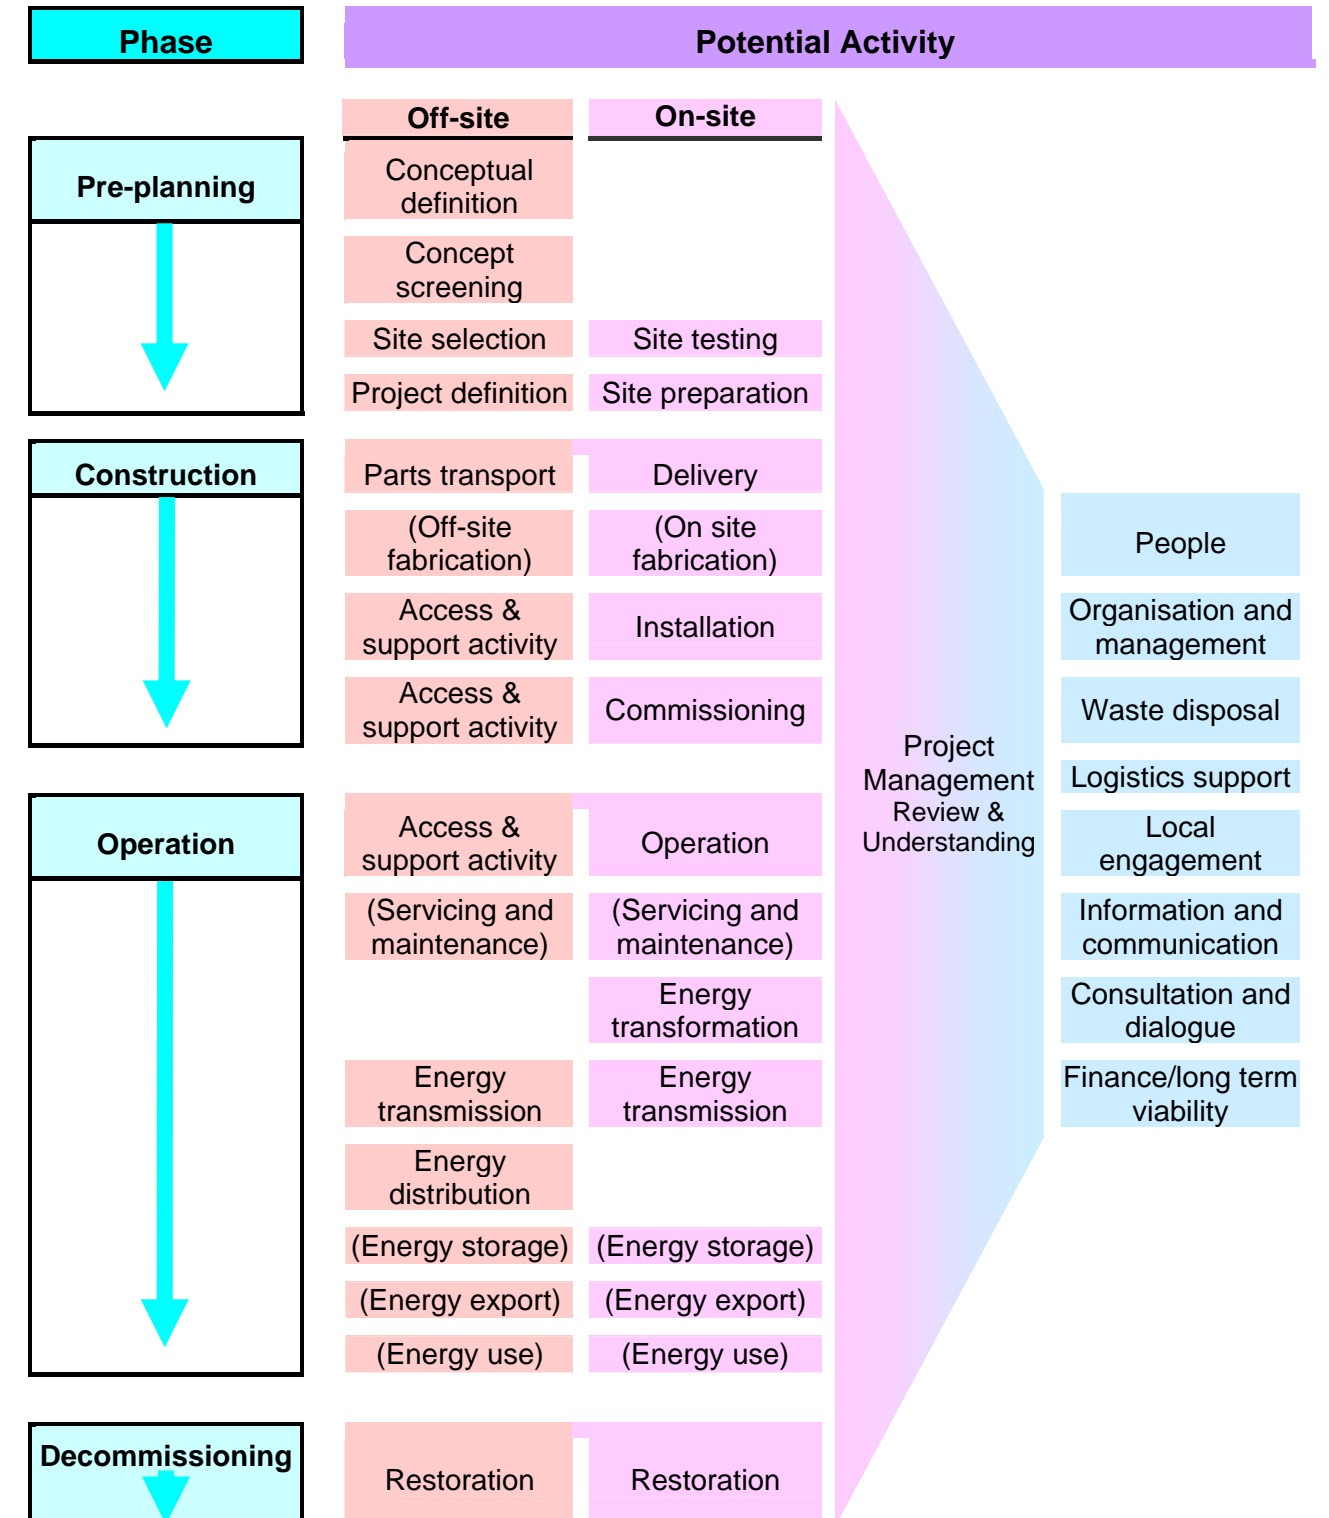 Phase
Potential Activity
Off-site
On-site
Pre-planning
Conceptual
definition
Concept
screening
Site selection
Site testing
Project definition
Site preparation
Construction
Parts transport
Delivery
(Off-site
fabrication)
(On site
fabrication)
Access &
support activity
Installation
Access &
support activity
Commissioning
Operation
Access &
support activity
Operation
(Servicing and
maintenance)
(Servicing and
maintenance)
Energy
transformation
Energy
transmission
Energy
transmission
Energy
distribution
(Energy storage)
(Energy storage)
(Energy export)
(Energy export)
(Energy use)
(Energy use)
Decommissioning
Restoration
Restoration
Project
Management
Review &
Understanding
People
Organisation and
management
Waste disposal
Logistics support
Local
engagement
Information and
communication
Consultation and
dialogue
Finance/long term
viability